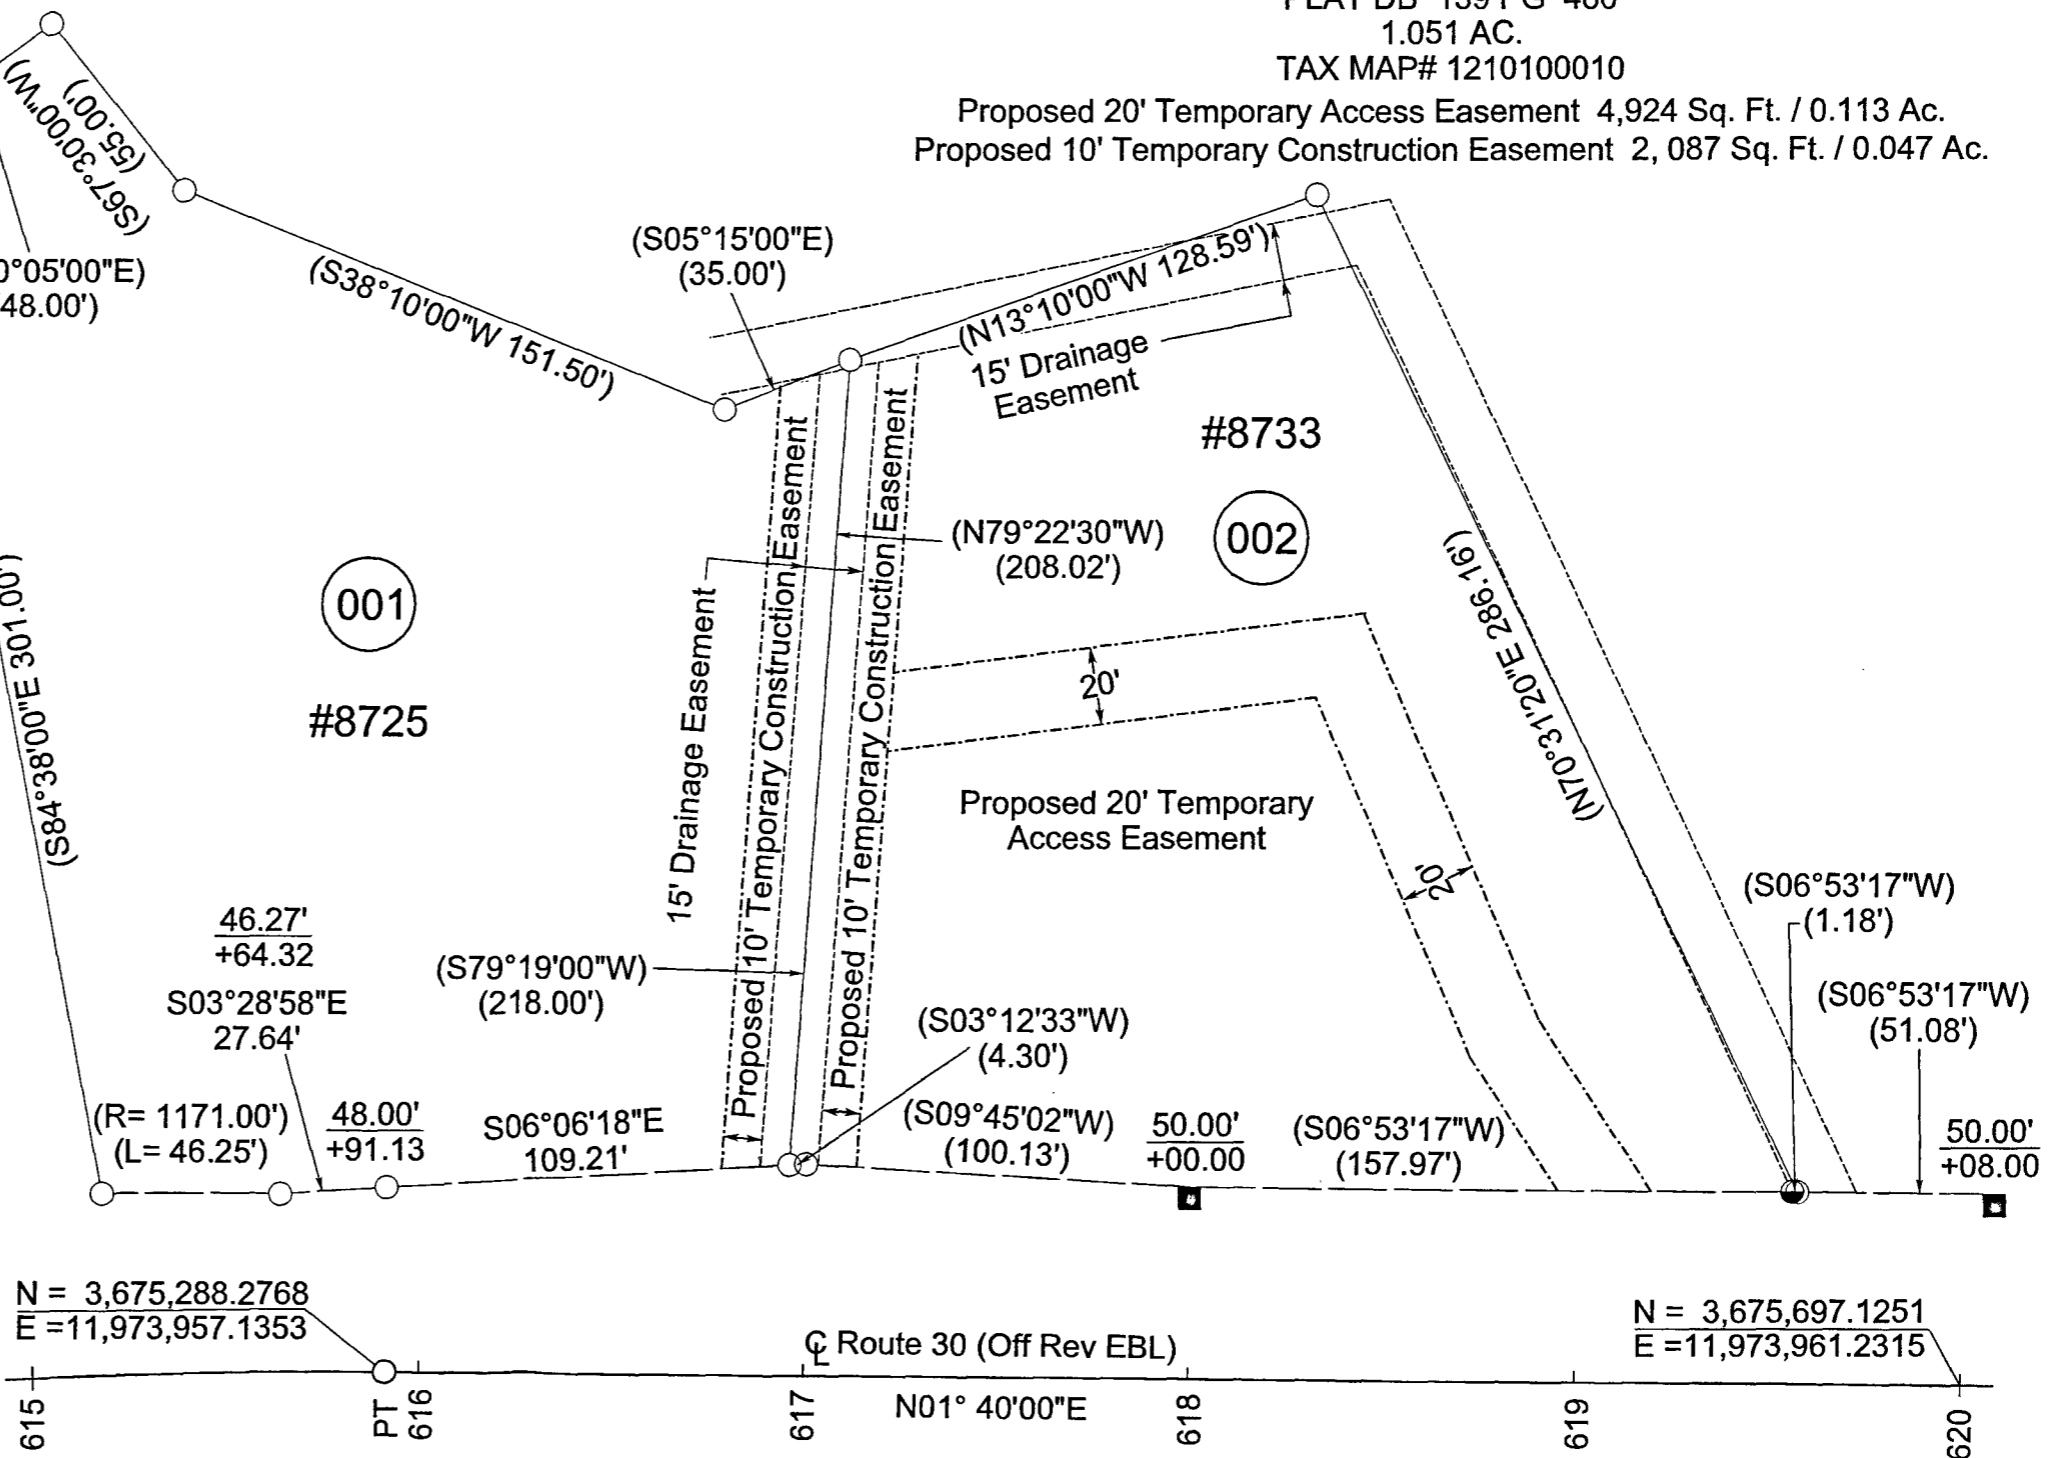 PLAT DB 139 PG 480
1.051 AC.
TAX MAP# 1210100010
Proposed 20' Temporary Access Easement 4,924 Sq. Ft. / 0.113 Ac.
Proposed 10' Temporary Construction Easement 2, 087 Sq. Ft. / 0.047 Ac.
(S67°30'00"W)
(55.00')
0°05'00"E)
48.00')
(S38°10'00"W 151.50')
(S05°15'00"E)
(35.00')
(N13°10'00"W 128.59')
15' Drainage
Easement
#8733
002
(N79°22'30"W)
(208.02')
001
#8725
(S84°38'00"E 301.00')
15' Drainage Easement
Proposed 10' Temporary Construction Easement
Proposed 10' Temporary Construction Easement
20'
Proposed 20' Temporary
Access Easement
20'
(N70°31'20"E 286.16')
(S06°53'17"W)
(1.18')
46.27'
+64.32
S03°28'58"E
27.64'
(S79°19'00"W)
(218.00')
(S03°12'33"W)
(4.30')
(S06°53'17"W)
(51.08')
(R= 1171.00')
(L= 46.25')
48.00'
+91.13
S06°06'18"E
109.21'
(S09°45'02"W)
(100.13')
50.00'
+00.00
(S06°53'17"W)
(157.97')
50.00'
+08.00
N = 3,675,288.2768
E =11,973,957.1353
℄ Route 30 (Off Rev EBL)
N = 3,675,697.1251
E =11,973,961.2315
N01° 40'00"E
615
PT
616
617
618
619
620